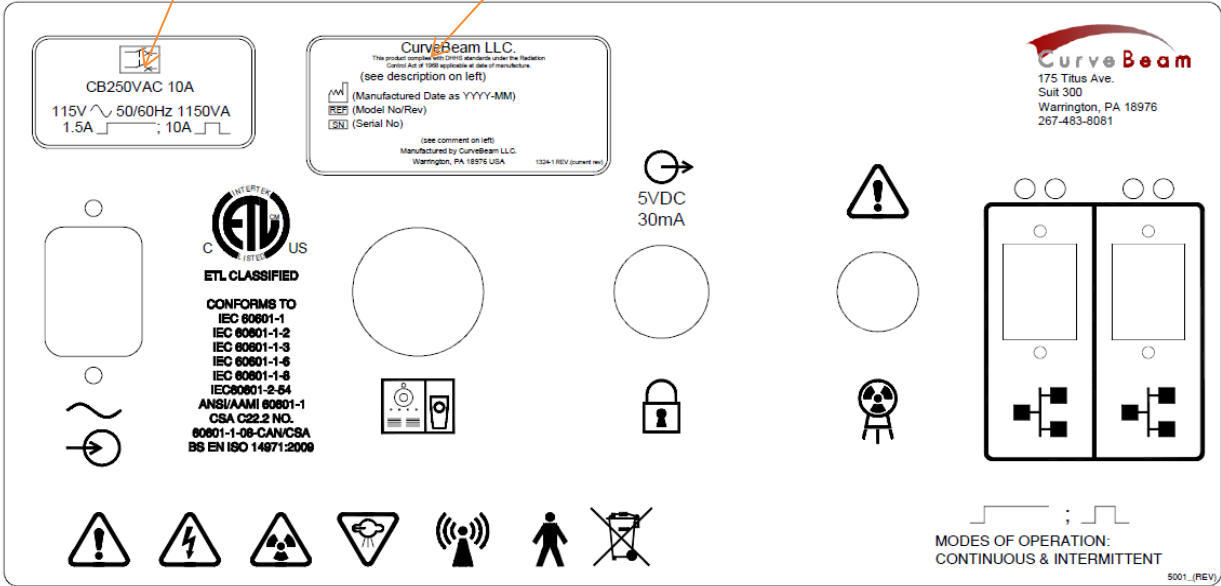 CB250VAC 10A
115V 50/60Hz 1150VA
1.5A ; 10A
CurveBeam LLC.
This product complies with DHHS standards under the Radiation
Control Act of 1968 applicable at date of manufacture.
(see description on left)
(Manufactured Date as YYYY-MM)
REF (Model No/Rev)
SN (Serial No)
(see comment on left)
Manufactured by CurveBeam LLC.
Warrington, PA 18976 USA
1324-1 REV.(current rev)
CurveBeam
175 Titus Ave.
Suit 300
Warrington, PA 18976
267-483-8081
INTERTEK
ETL CM
C US
LISTED
ETL CLASSIFIED
CONFORMS TO
IEC 60601-1
IEC 60601-1-2
IEC 60601-1-3
IEC 60601-1-6
IEC 60601-1-8
IEC60601-2-54
ANSI/AAMI 60601-1
CSA C22.2 NO.
60601-1-08-CAN/CSA
BS EN ISO 14971:2009
5VDC
30mA
;
MODES OF OPERATION:
CONTINUOUS & INTERMITTENT
5001_(REV)